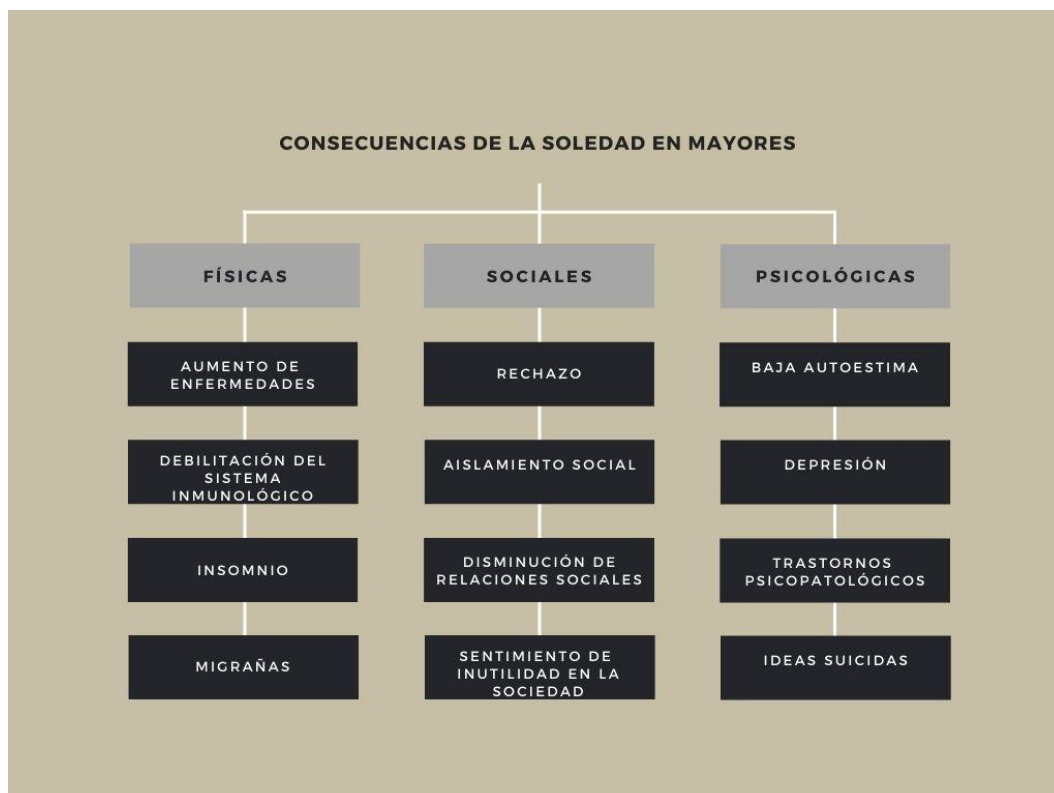 CONSECUENCIAS DE LA SOLEDAD EN MAYORES
FÍSICAS
AUMENTO DE
ENFERMEDADES
DEBILITACIÓN DEL
SISTEMA
INMUNOLÓGICO
INSOMNIO
MIGRAÑAS
SOCIALES
RECHAZO
AISLAMIENTO SOCIAL
DISMINUCIÓN DE
RELACIONES SOCIALES
SENTIMIENTO DE
INUTILIDAD EN LA
SOCIEDAD
PSICOLÓGICAS
BAJA AUTOESTIMA
DEPRESIÓN
TRASTORNOS
PSICOPATOLÓGICOS
IDEAS SUICIDAS